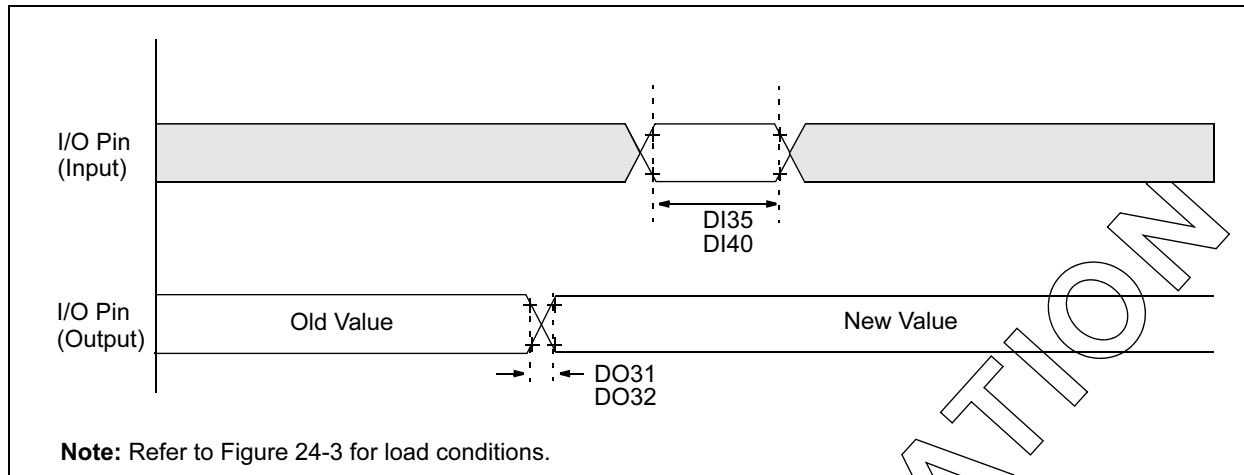 I/O Pin
(Input)
DI35
DI40
I/O Pin
(Output)
Old Value
New Value
DO31
DO32
Note: Refer to Figure 24-3 for load conditions.
ATION